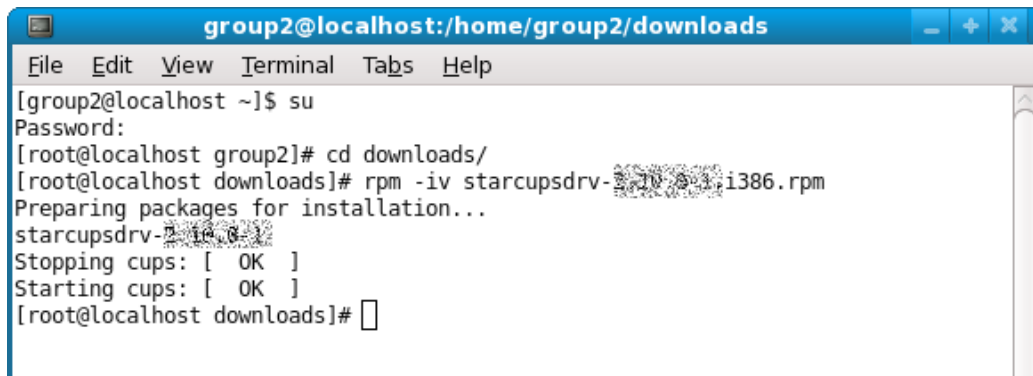 group2@localhost:/home/group2/downloads
File Edit View Terminal Tabs Help
[group2@localhost ~]$ su
Password:
[root@localhost group2]# cd downloads/
[root@localhost downloads]# rpm -iv starcupsdrv- i386.rpm
Preparing packages for installation...
starcupsdrv-
Stopping cups: [  OK  ]
Starting cups: [  OK  ]
[root@localhost downloads]#